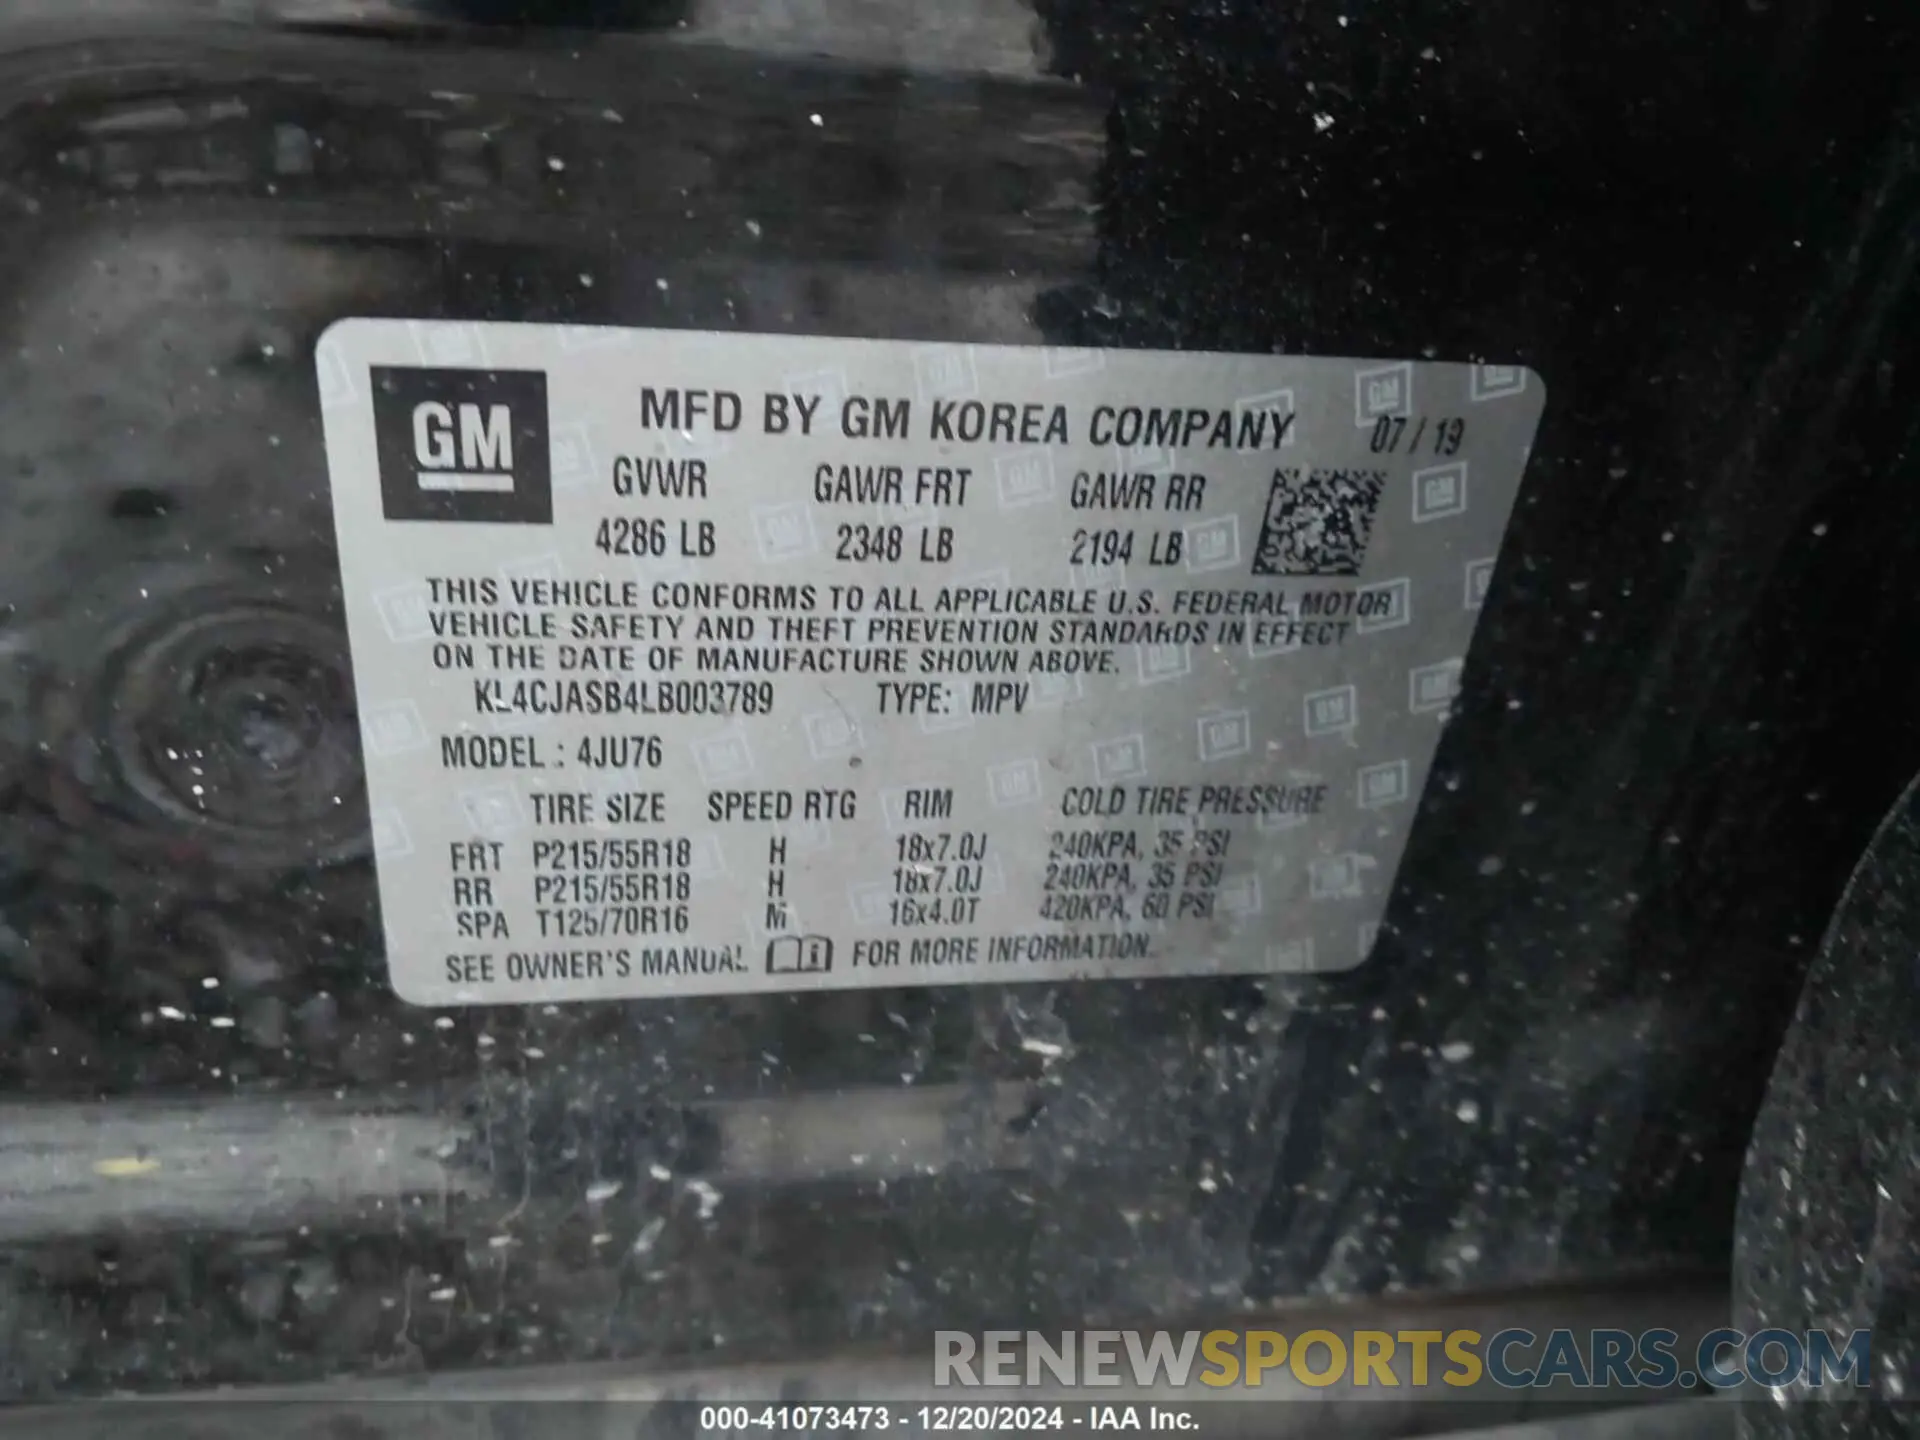 GM
MFD BY GM KOREA COMPANY 07 / 19
GVWR GAWR FRT GAWR RR
4286 LB 2348 LB 2194 LB
THIS VEHICLE CONFORMS TO ALL APPLICABLE U.S. FEDERAL MOTOR
VEHICLE SAFETY AND THEFT PREVENTION STANDARDS IN EFFECT
ON THE DATE OF MANUFACTURE SHOWN ABOVE.
KL4CJASB4LB003789 TYPE: MPV
MODEL : 4JU76
TIRE SIZE SPEED RTG RIM COLD TIRE PRESSURE
FRT P215/55R18 H 18x7.0J 240KPA, 35 PSI
RR P215/55R18 H 18x7.0J 240KPA, 35 PSI
SPA T125/70R16 M 16x4.0T 420KPA, 60 PSI
SEE OWNER'S MANUAL FOR MORE INFORMATION.
RENEWSPORTSCARS.COM
000-41073473 - 12/20/2024 - IAA Inc.